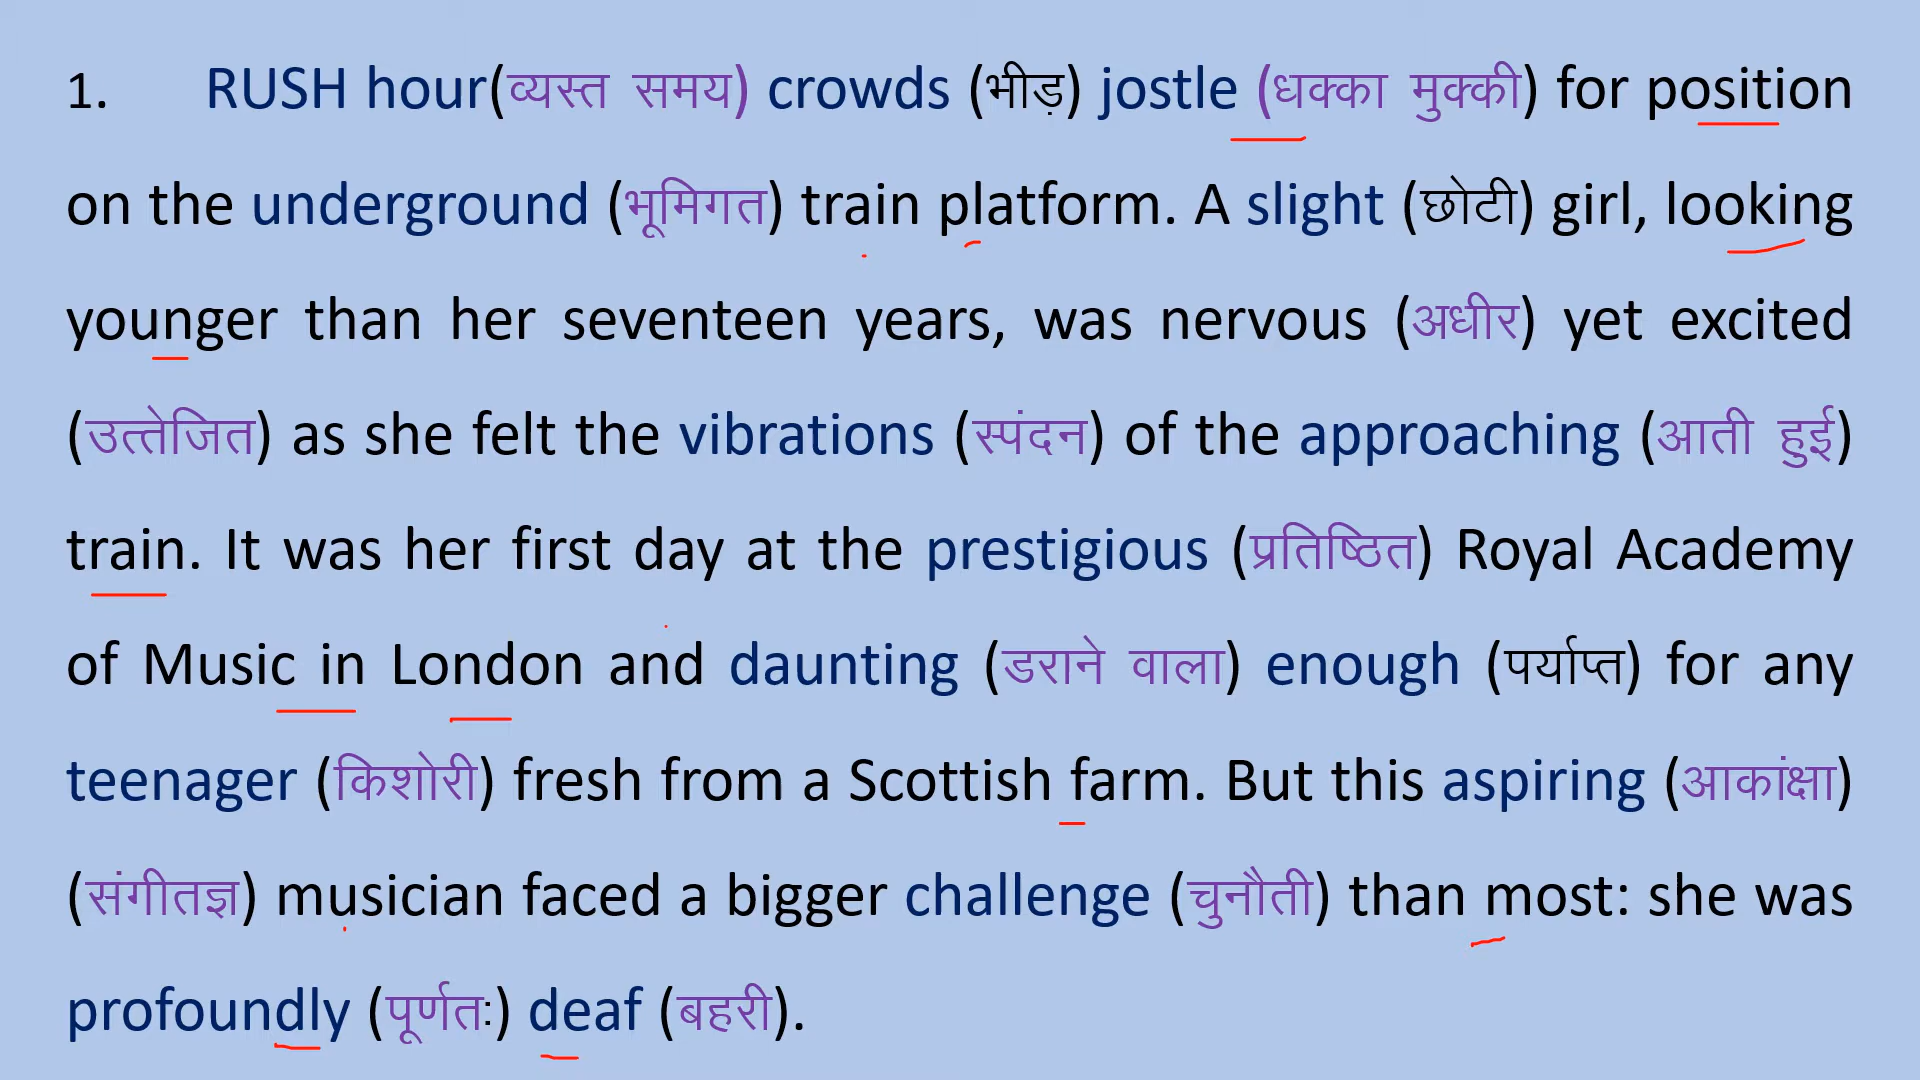 1. RUSH hour(व्यस्त समय) crowds (भीड़) jostle (धक्का मुक्की) for position
on the underground (भूमिगत) train platform. A slight (छोटी) girl, looking
younger than her seventeen years, was nervous (अधीर) yet excited
(उत्तेजित) as she felt the vibrations (स्पंदन) of the approaching (आती हुई)
train. It was her first day at the prestigious (प्रतिष्ठित) Royal Academy
of Music in London and daunting (डराने वाला) enough (पर्याप्त) for any
teenager (किशोरी) fresh from a Scottish farm. But this aspiring (आकांक्षा)
(संगीतज्ञ) musician faced a bigger challenge (चुनौती) than most: she was
profoundly (पूर्णतः) deaf (बहरी).